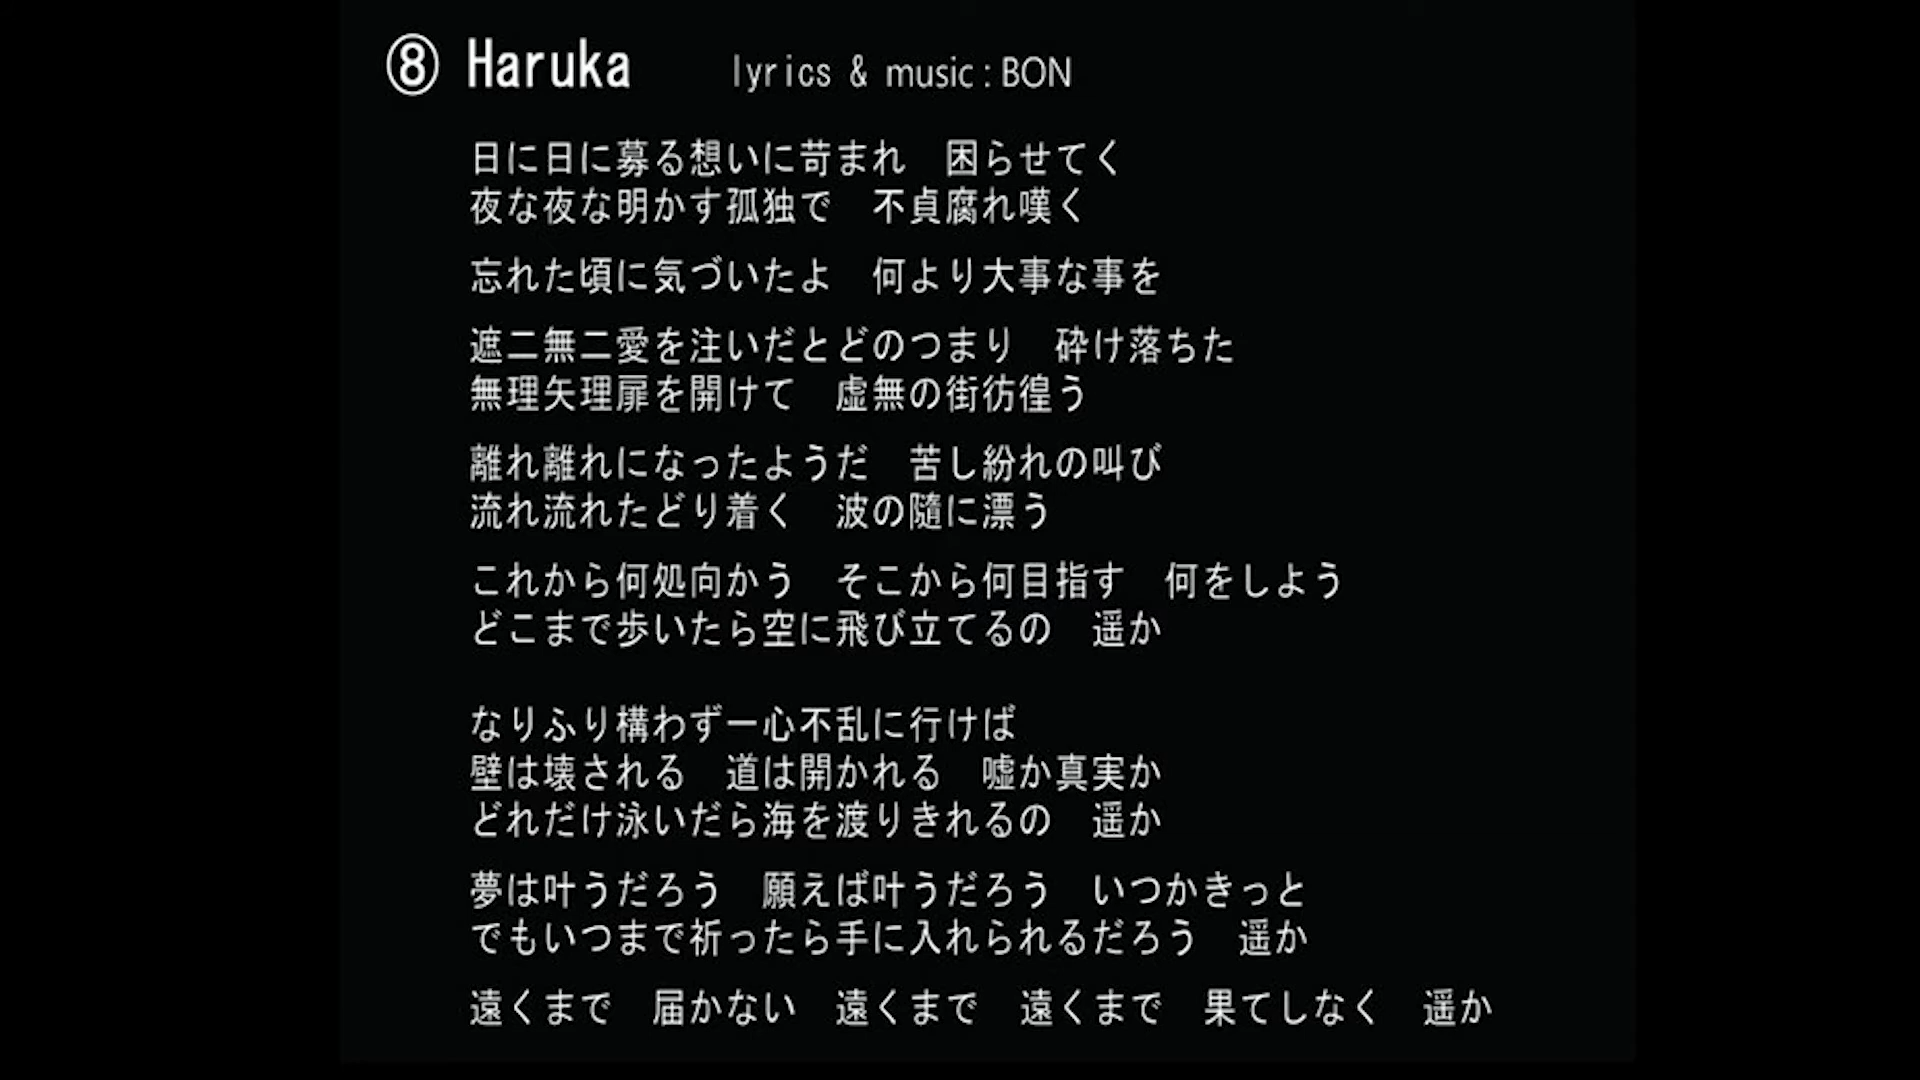 ⑧ Haruka　lyrics & music : BON
日に日に募る想いに苛まれ　困らせてく
夜な夜な明かす孤独で　不貞腐れ嘆く
忘れた頃に気づいたよ　何より大事な事を
遮二無二愛を注いだとどのつまり　砕け落ちた
無理矢理扉を開けて　虚無の街彷徨う
離れ離れになったようだ　苦し紛れの叫び
流れ流れたどり着く　波の隨に漂う
これから何処向かう　そこから何目指す　何をしよう
どこまで歩いたら空に飛び立てるの　遥か
なりふり構わず一心不乱に行けば
壁は壊される　道は開かれる　嘘か真実か
どれだけ泳いだら海を渡りきれるの　遥か
夢は叶うだろう　願えば叶うだろう　いつかきっと
でもいつまで祈ったら手に入れられるだろう　遥か
遠くまで　届かない　遠くまで　遠くまで　果てしなく　遥か